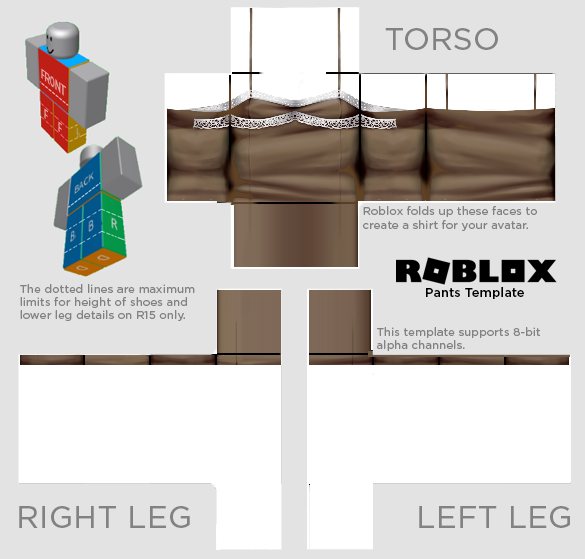 TORSO
FRONT
F F L
BACK
B B R
Roblox folds up these faces to
create a shirt for your avatar.
ROBLOX
Pants Template
The dotted lines are maximum
limits for height of shoes and
lower leg details on R15 only.
This template supports 8-bit
alpha channels.
RIGHT LEG
LEFT LEG